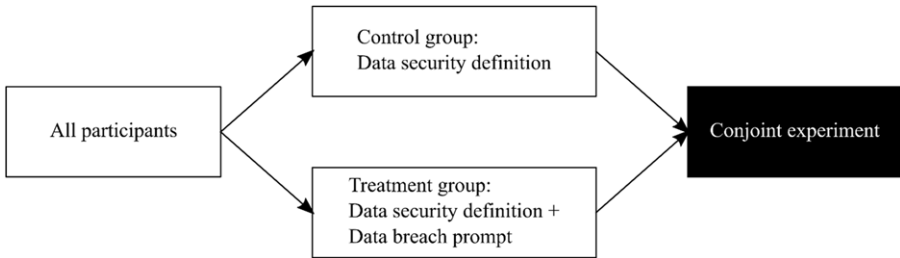 All participants
Control group:
Data security definition
Treatment group:
Data security definition +
Data breach prompt
Conjoint experiment